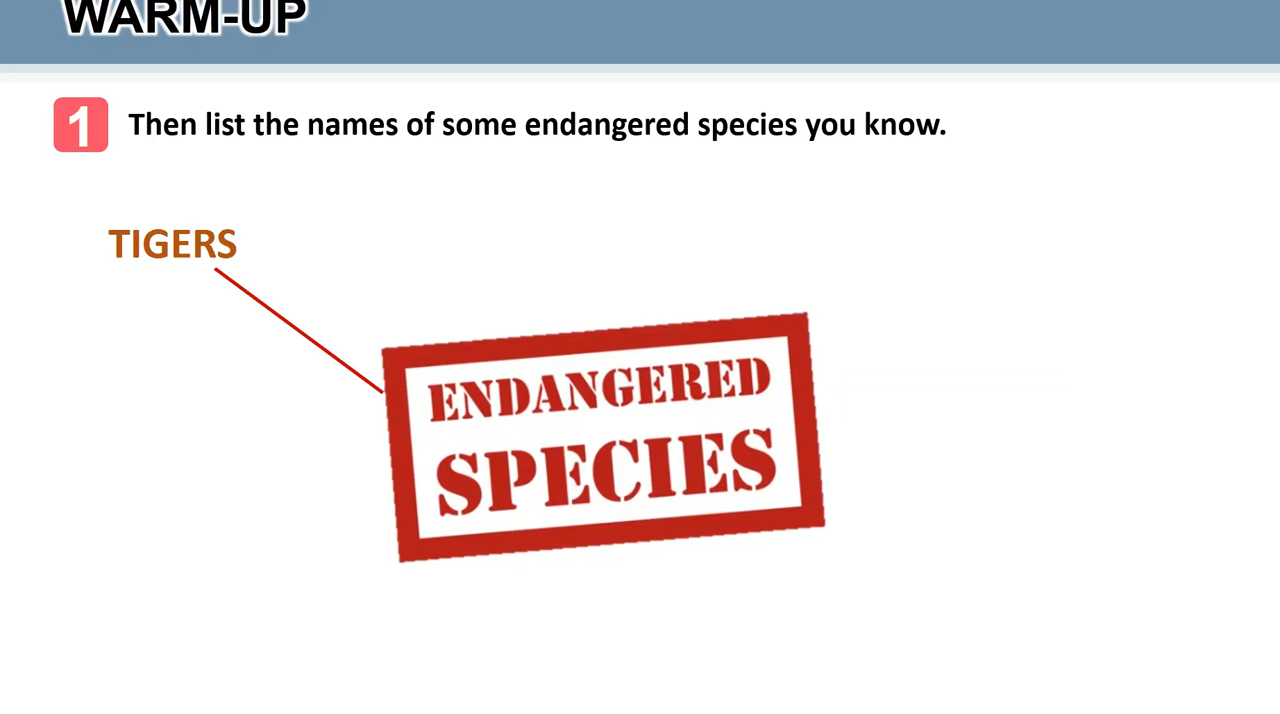 WARM-UP
1 Then list the names of some endangered species you know.
TIGERS
ENDANGERED
SPECIES